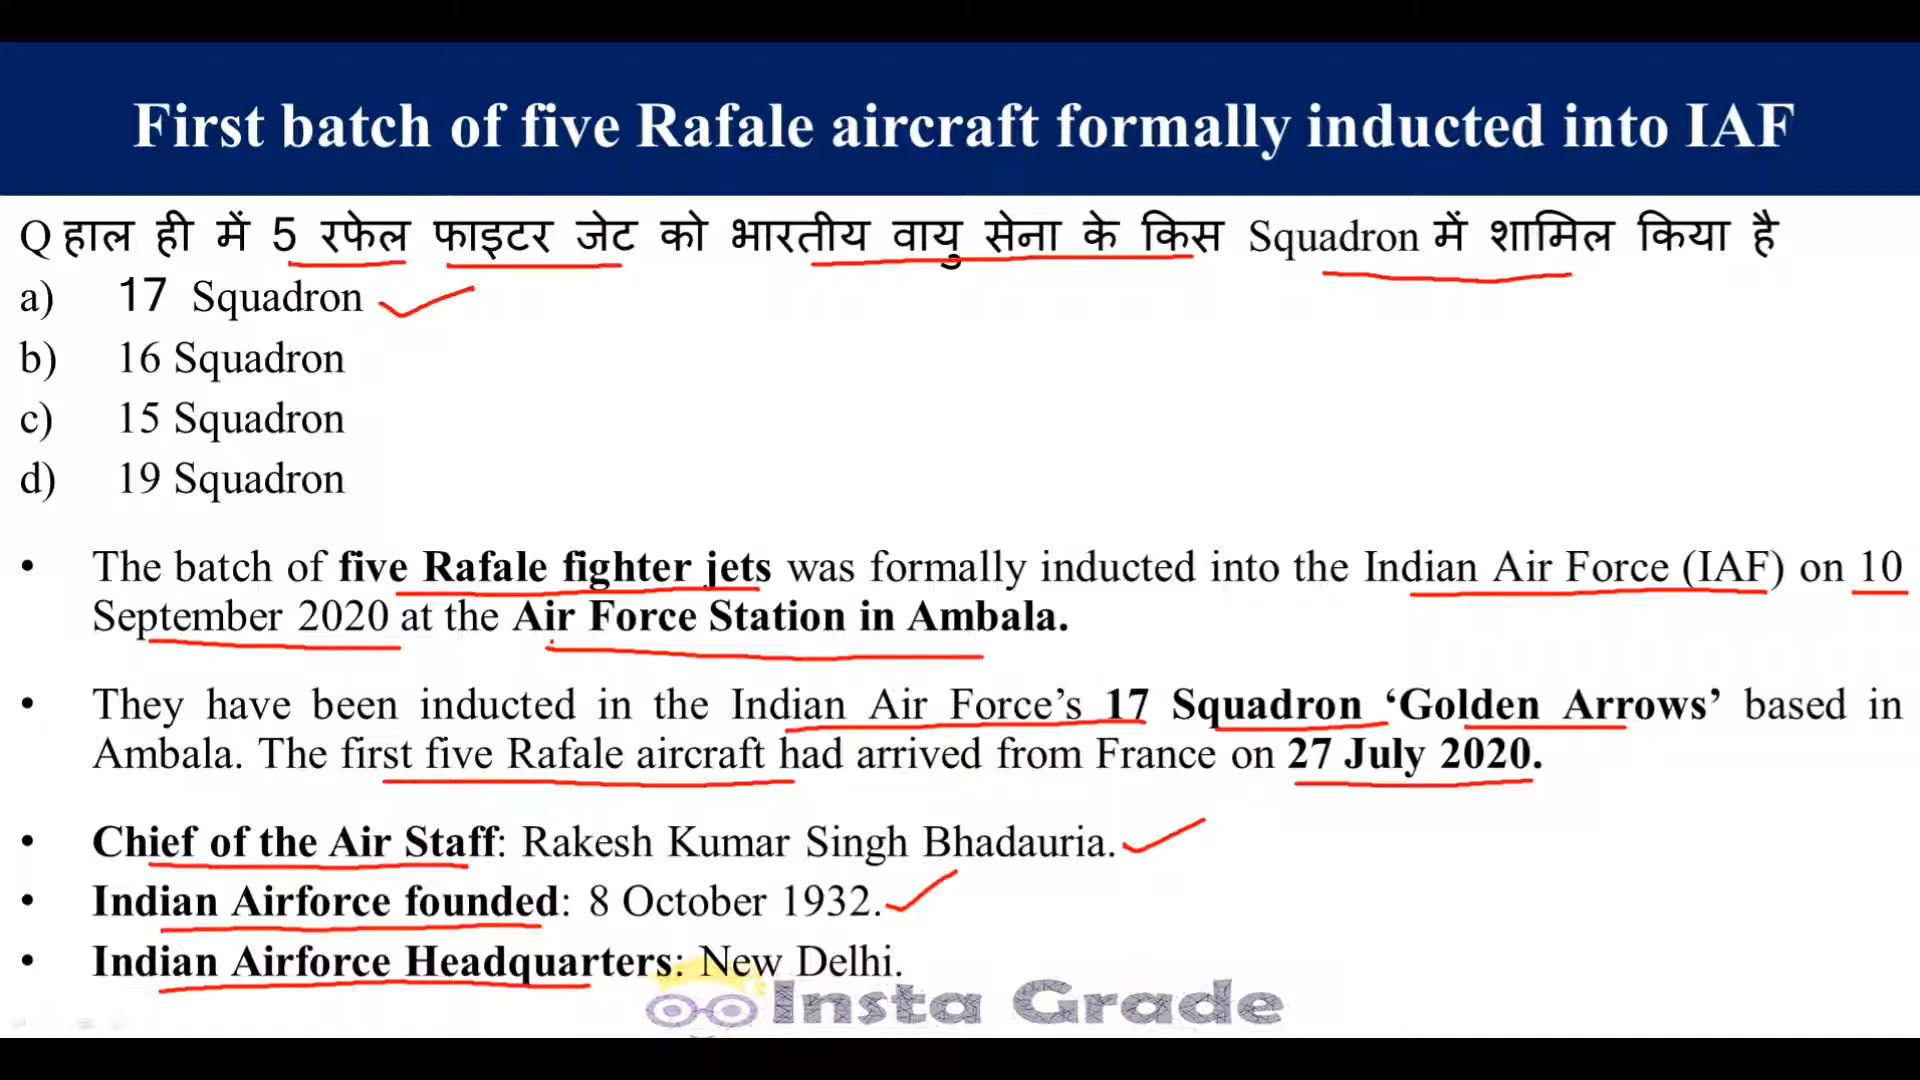 First batch of five Rafale aircraft formally inducted into IAF
Q हाल ही में 5 रफेल फाइटर जेट को भारतीय वायु सेना के किस Squadron में शामिल किया है
a) 17 Squadron
b) 16 Squadron
c) 15 Squadron
d) 19 Squadron
• The batch of five Rafale fighter jets was formally inducted into the Indian Air Force (IAF) on 10
September 2020 at the Air Force Station in Ambala.
• They have been inducted in the Indian Air Force’s 17 Squadron ‘Golden Arrows’ based in
Ambala. The first five Rafale aircraft had arrived from France on 27 July 2020.
• Chief of the Air Staff: Rakesh Kumar Singh Bhadauria.
• Indian Airforce founded: 8 October 1932.
• Indian Airforce Headquarters: New Delhi.
Insta Grade